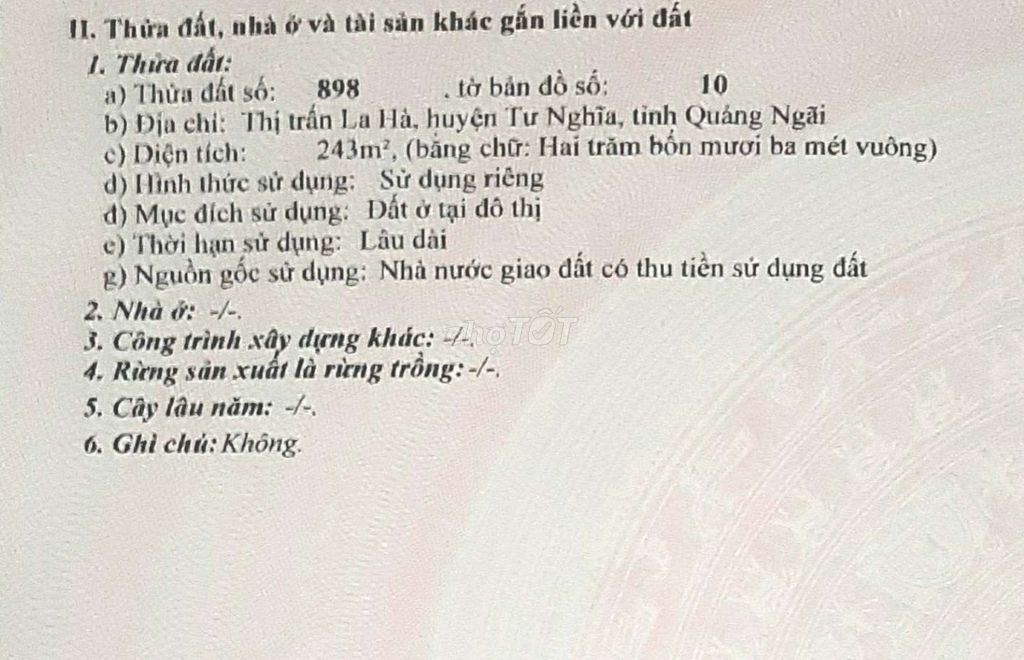 II. Thửa đất, nhà ở và tài sản khác gắn liền với đất
1. Thửa đất:
a) Thửa đất số: 898 . tờ bản đồ số: 10
b) Địa chỉ: Thị trấn La Hà, huyện Tư Nghĩa, tỉnh Quảng Ngãi
c) Diện tích: 243m², (bằng chữ: Hai trăm bốn mươi ba mét vuông)
d) Hình thức sử dụng: Sử dụng riêng
đ) Mục đích sử dụng: Đất ở tại đô thị
e) Thời hạn sử dụng: Lâu dài
g) Nguồn gốc sử dụng: Nhà nước giao đất có thu tiền sử dụng đất
2. Nhà ở: -/-.
3. Công trình xây dựng khác: -/-.
choTỐT
4. Rừng sản xuất là rừng trồng: -/-.
5. Cây lâu năm: -/-.
6. Ghi chú: Không.